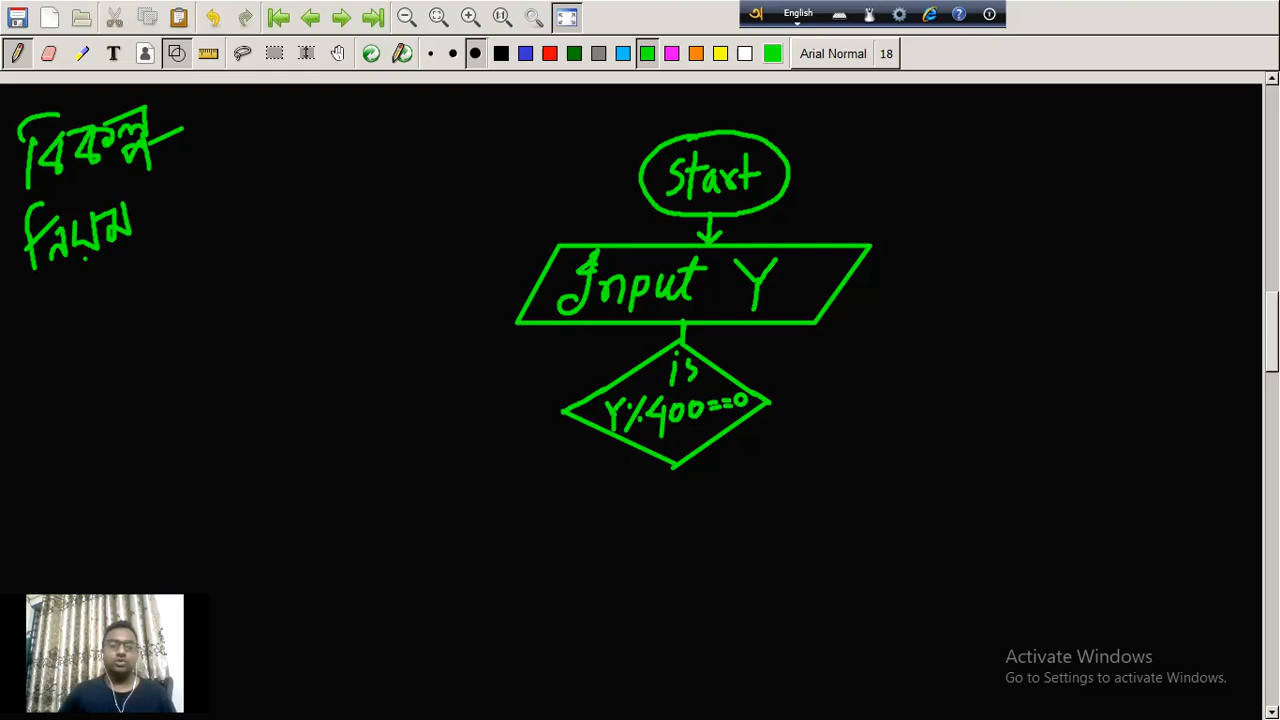 English
Arial Normal 18
বিকল্প
নিয়ম
Start
Input Y
is
Y%400==0
Activate Windows
Go to Settings to activate Windows.